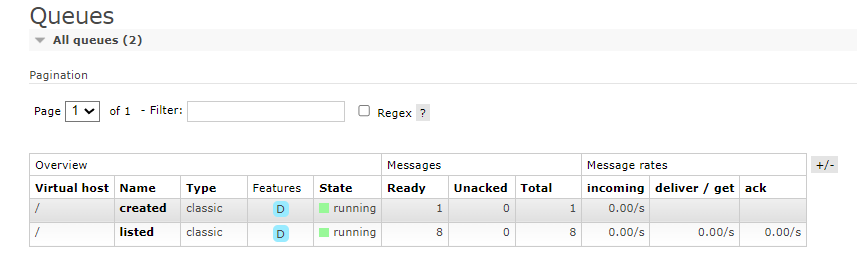 Queues
All queues (2)
Pagination
Page 1 of 1 - Filter: Regex ?
Overview Messages Message rates +/-
Virtual host Name Type Features State Ready Unacked Total incoming deliver / get ack
/ created classic D running 1 0 1 0.00/s
/ listed classic D running 8 0 8 0.00/s 0.00/s 0.00/s